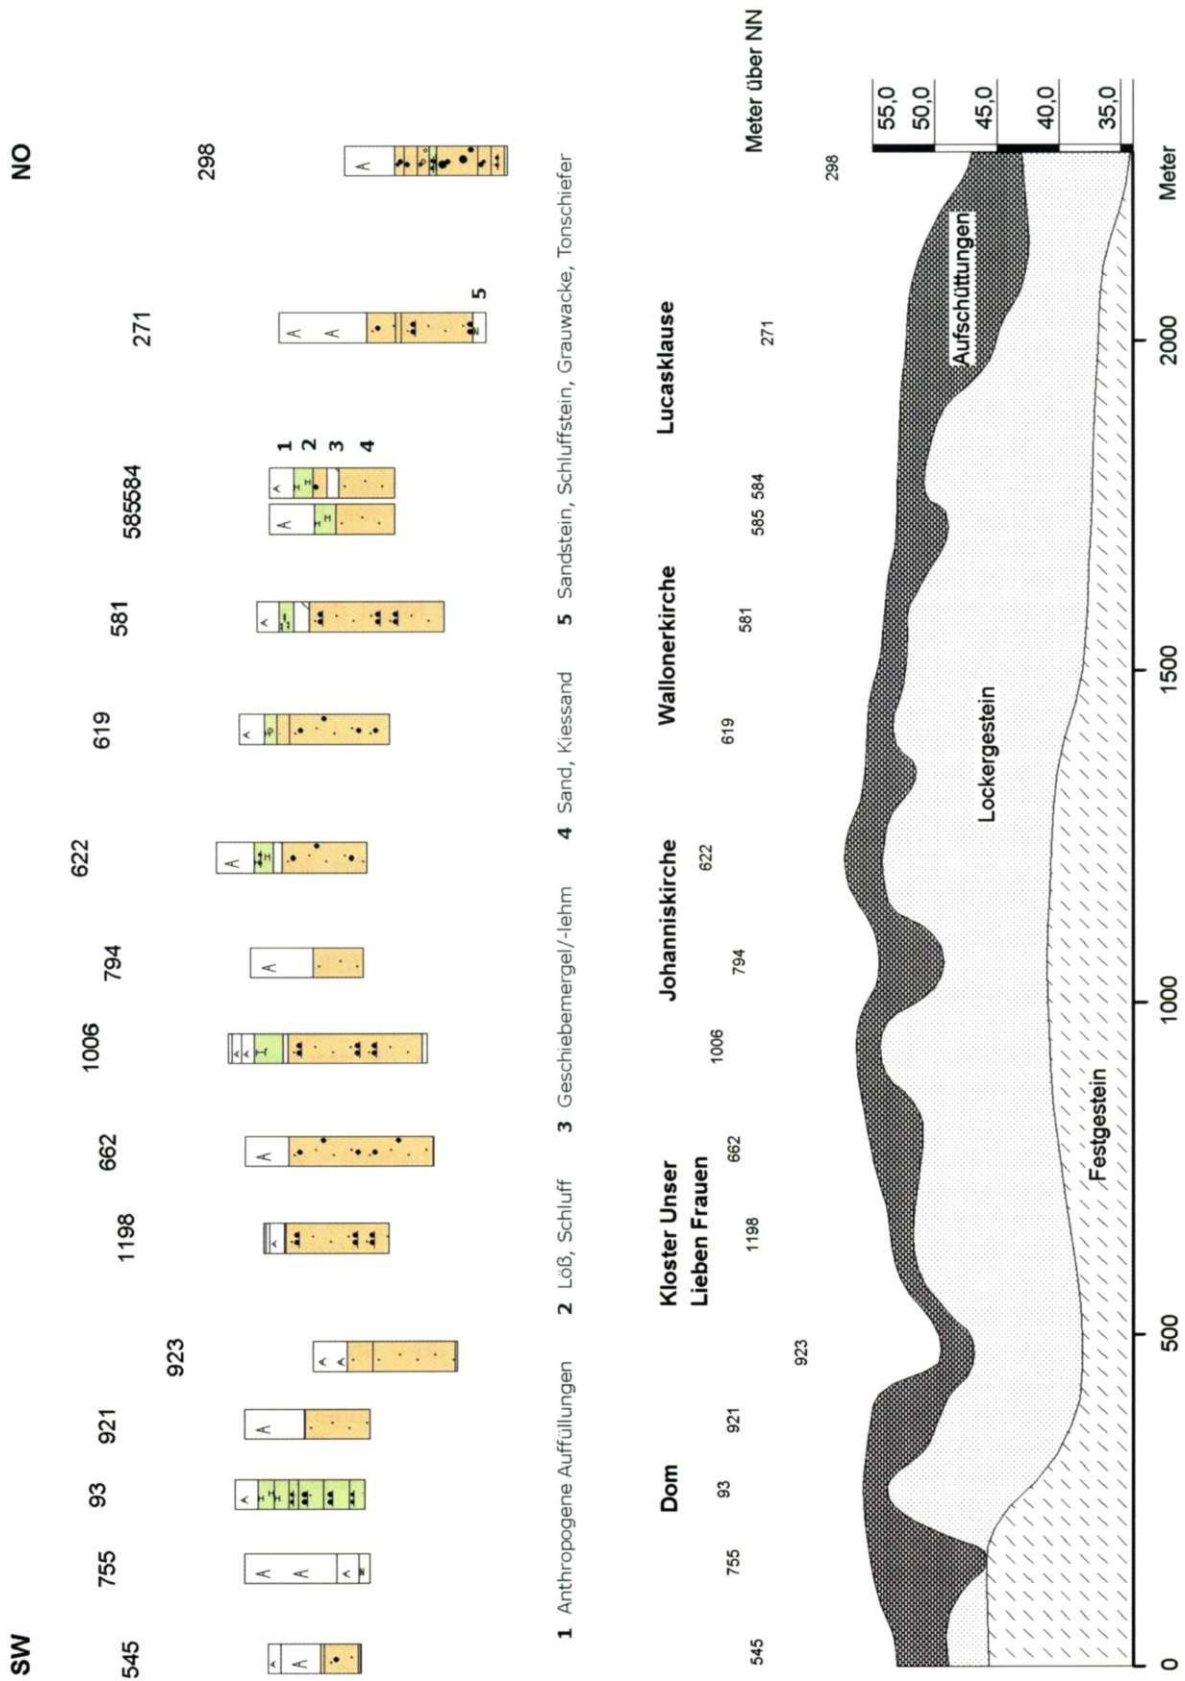 SW NO
545 755 93 921 923 1198 662 1006 794 622 619 581 585 584 271 298
A A A A A A A A A A A A A A A A A A A A A A
1
2
3
4
5
1 Anthropogene Auffüllungen 2 Löß, Schluff 3 Geschiebemergel/-lehm 4 Sand, Kiessand 5 Sandstein, Schluffstein, Grauwacke, Tonschiefer
Dom Kloster Unser Johanniskirche Wallonerkirche Lucasklause
Lieben Frauen
545 755 93 921 923 1198 662 1006 794 622 619 581 585 584 271 298
Meter über NN
55,0
50,0
45,0
40,0
35,0
Aufschüttungen
Lockergestein
Festgestein
0 500 1000 1500 2000 Meter